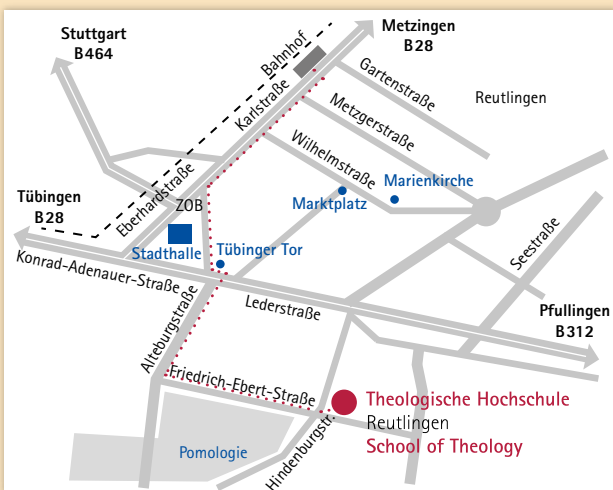 Stuttgart
B464
Metzingen
B28
Bahnhof
Karlstraße
Gartenstraße
Metzgerstraße
Reutlingen
Wilhelmstraße
Marienkirche
Marktplatz
Eberhardstraße
ZOB
Tübingen
B28
Stadthalle
Tübinger Tor
Seestraße
Konrad-Adenauer-Straße
Lederstraße
Pfullingen
B312
Alteburgstraße
Friedrich-Ebert-Straße
Theologische Hochschule
Reutlingen
School of Theology
Hindenburgstr.
Pomologie